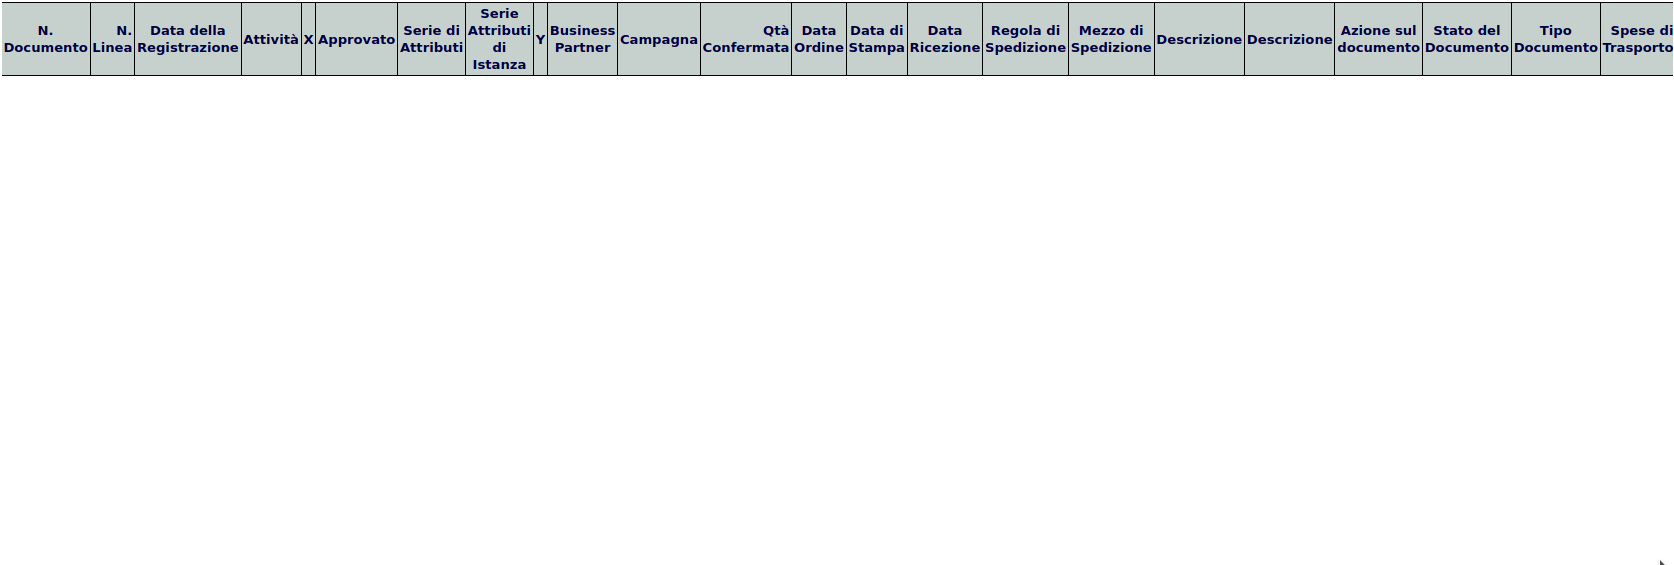 N. Documento
N. Linea
Data della Registrazione
Attività
X
Approvato
Serie di Attributi
Serie Attributi di Istanza
Y
Business Partner
Campagna
Qtà Confermata
Data Ordine
Data di Stampa
Data Ricezione
Regola di Spedizione
Mezzo di Spedizione
Descrizione
Descrizione
Azione sul documento
Stato del Documento
Tipo Documento
Spese di Trasporto